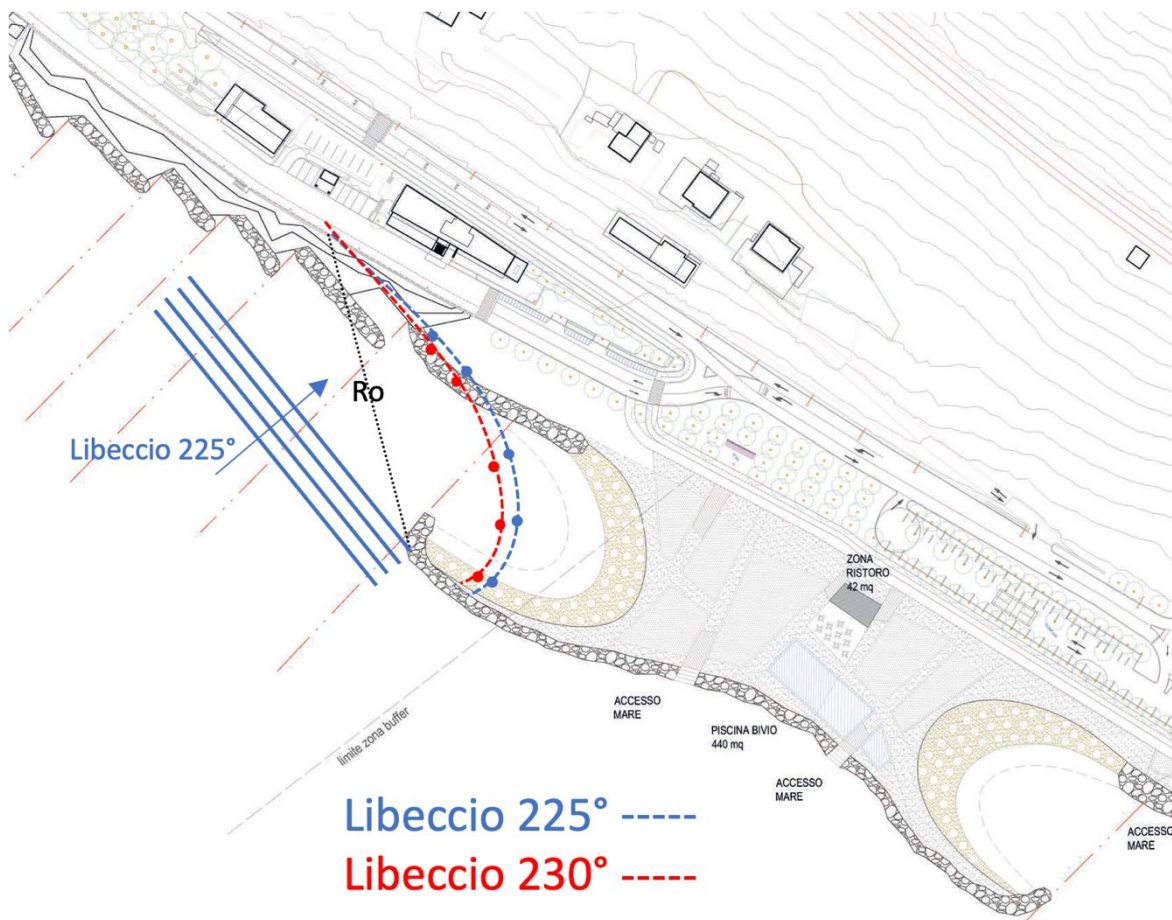 Ro
Libeccio 225°
ZONA
RISTORO
42 mq
limite zona buffer
ACCESSO
MARE
PISCINA BIVIO
440 mq
ACCESSO
MARE
ACCESSO
MARE
Libeccio 225° -----
Libeccio 230° -----